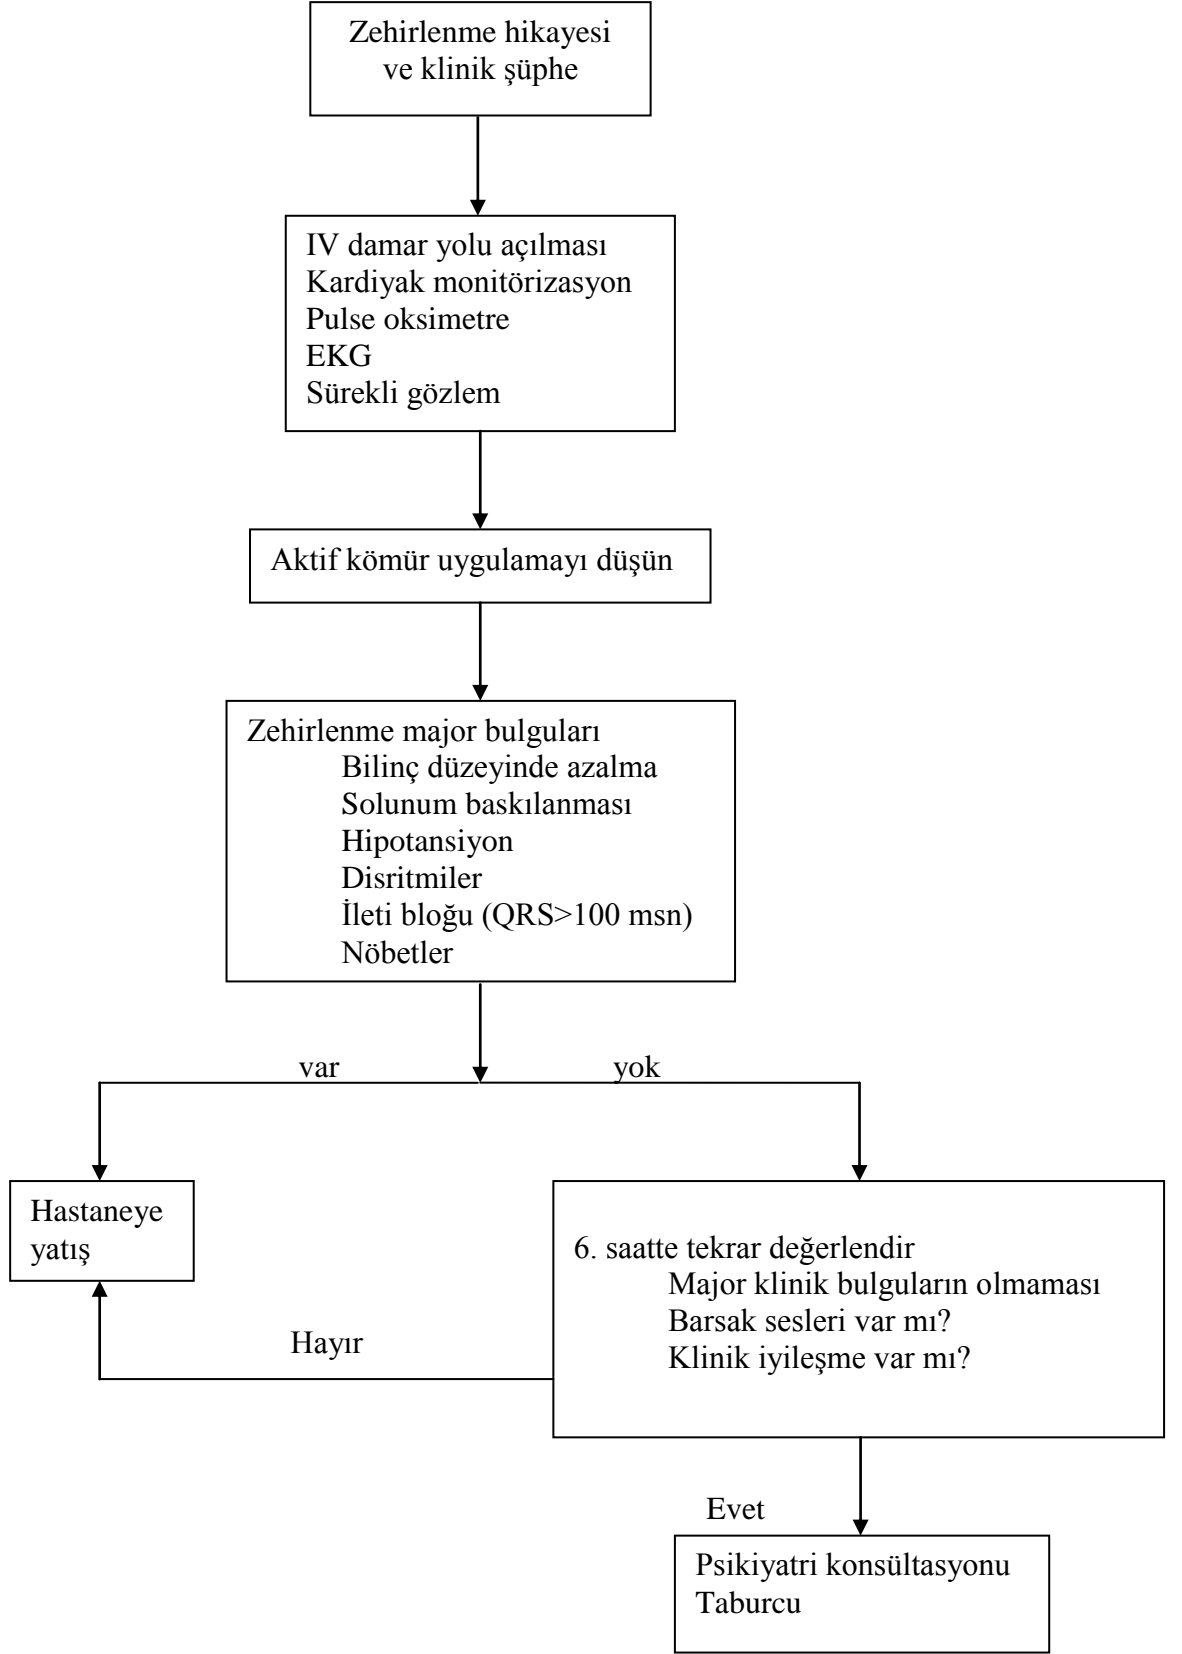 Zehirlenme hikayesi
ve klinik şüphe
IV damar yolu açılması
Kardiyak monitörizasyon
Pulse oksimetre
EKG
Sürekli gözlem
Aktif kömür uygulamayı düşün
Zehirlenme major bulguları
Bilinç düzeyinde azalma
Solunum baskılanması
Hipotansiyon
Disritmiler
İleti bloğu (QRS>100 msn)
Nöbetler
var
yok
Hastaneye
yatış
6. saatte tekrar değerlendir
Major klinik bulguların olmaması
Barsak sesleri var mı?
Klinik iyileşme var mı?
Hayır
Evet
Psikiyatri konsültasyonu
Taburcu